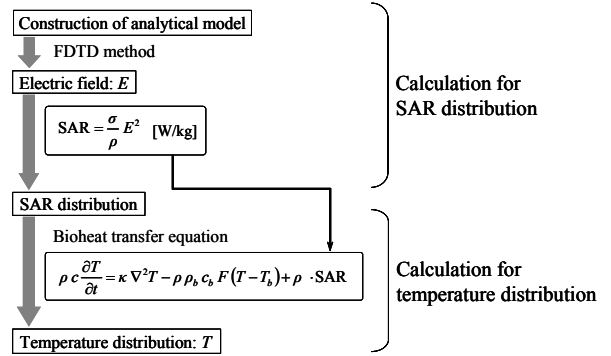 Construction of analytical model
FDTD method
Electric field: E
SAR = σ/ρ E² [W/kg]
Calculation for
SAR distribution
SAR distribution
Bioheat transfer equation
ρ c ∂T/∂t = κ ∇²T − ρ ρ_b c_b F (T − T_b) + ρ · SAR
Calculation for
temperature distribution
Temperature distribution: T